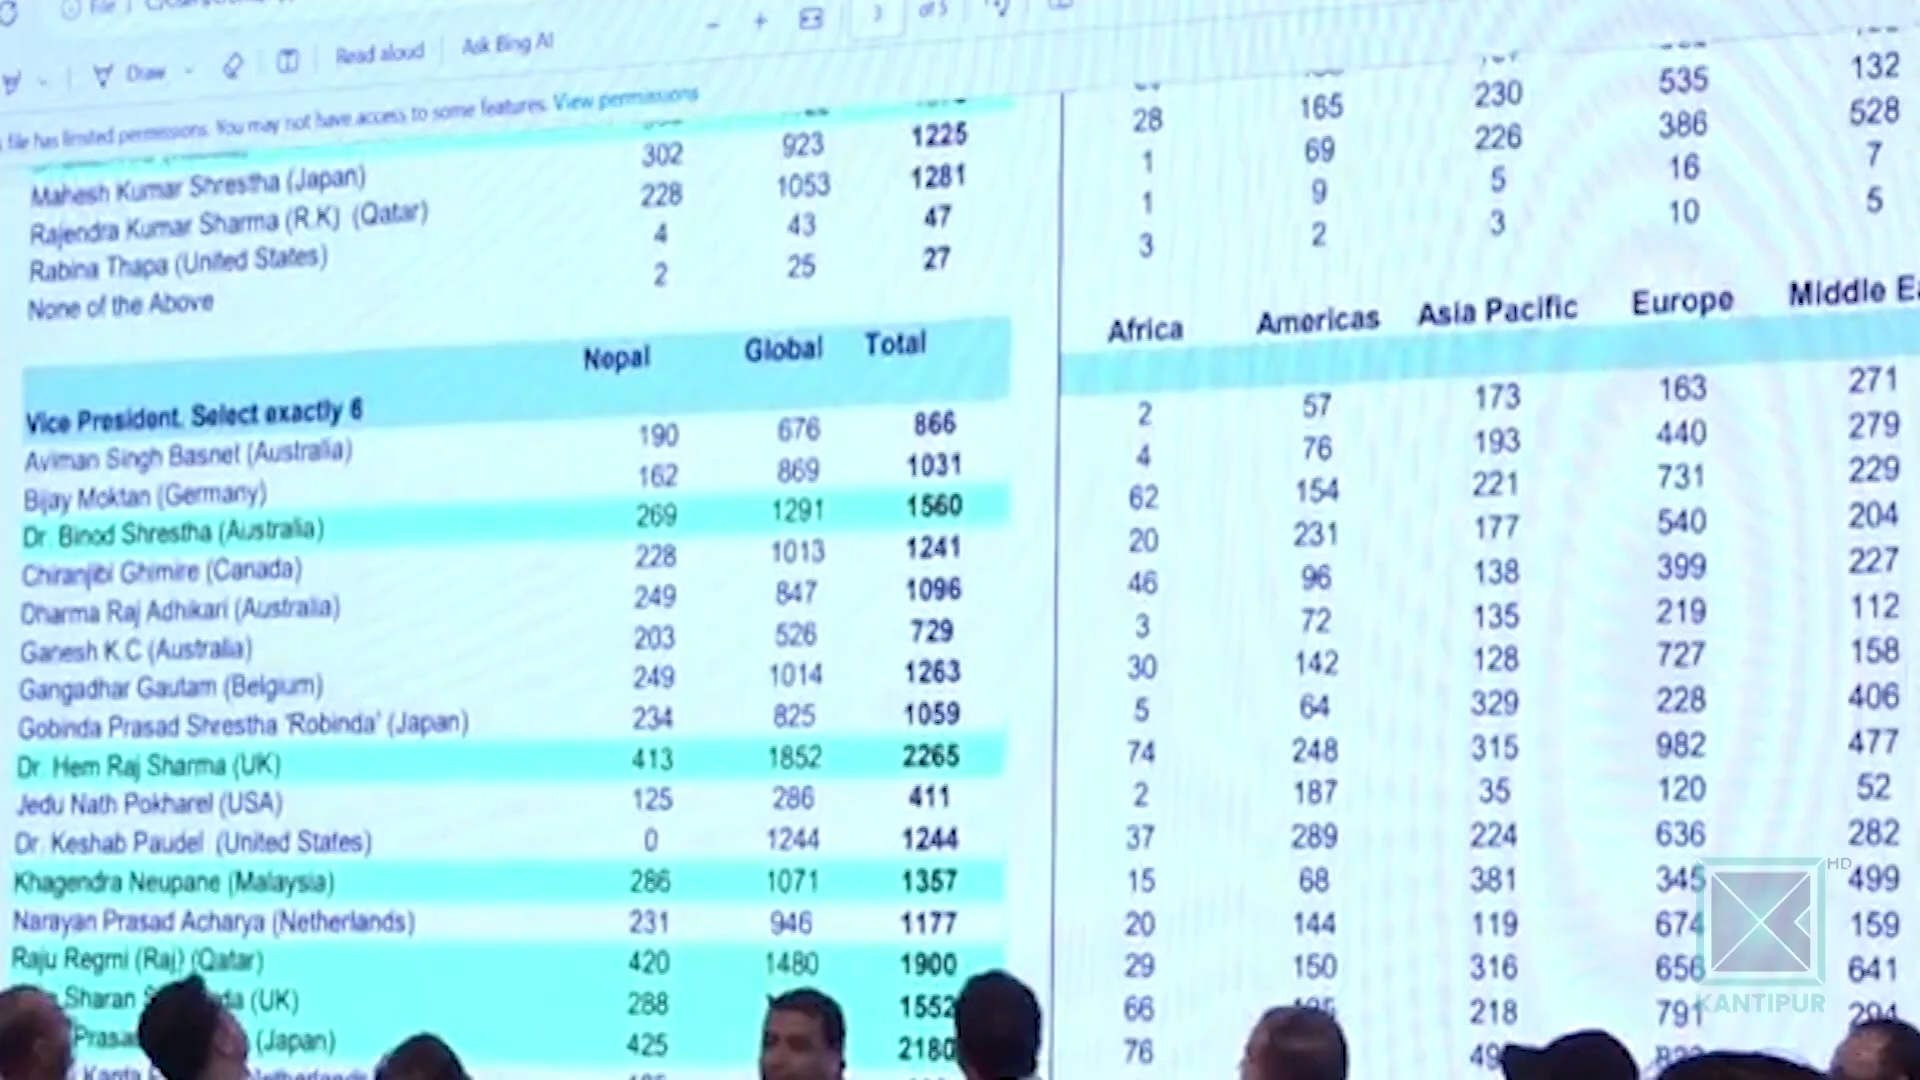 File
3 of 5
Draw Read aloud Ask Bing AI
file has limited permissions. You may not have access to some features. View permissions
Mahesh Kumar Shrestha (Japan) 302 923 1225 28 165 230 535 132
Rajendra Kumar Sharma (R.K) (Qatar) 228 1053 1281 1 69 226 386 528
Rabina Thapa (United States) 4 43 47 1 9 5 16 7
None of the Above 2 25 27 3 2 3 10 5
Nepal Global Total Africa Americas Asia Pacific Europe Middle Ea
Vice President. Select exactly 6
Aviman Singh Basnet (Australia) 190 676 866 2 57 173 163 271
Bijay Moktan (Germany) 162 869 1031 4 76 193 440 279
Dr. Binod Shrestha (Australia) 269 1291 1560 62 154 221 731 229
Chiranjibi Ghimire (Canada) 228 1013 1241 20 231 177 540 204
Dharma Raj Adhikari (Australia) 249 847 1096 46 96 138 399 227
Ganesh K.C (Australia) 203 526 729 3 72 135 219 112
Gangadhar Gautam (Belgium) 249 1014 1263 30 142 128 727 158
Gobinda Prasad Shrestha 'Robinda' (Japan) 234 825 1059 5 64 329 228 406
Dr. Hem Raj Sharma (UK) 413 1852 2265 74 248 315 982 477
Jedu Nath Pokharel (USA) 125 286 411 2 187 35 120 52
Dr. Keshab Paudel (United States) 0 1244 1244 37 289 224 636 282
Khagendra Neupane (Malaysia) 286 1071 1357 15 68 381 345 499
Narayan Prasad Acharya (Netherlands) 231 946 1177 20 144 119 674 159
Raju Regmi (Raj) (Qatar) 420 1480 1900 29 150 316 656 641
Sharan (UK) 288 1552 66 218 791 294
Prasad (Japan) 425 2180 76
HD
KANTIPUR